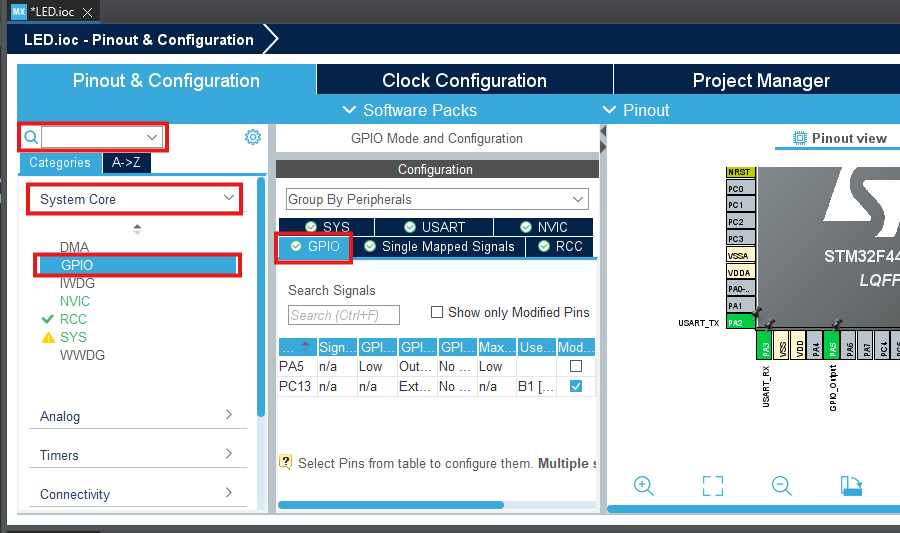 MX *LED.ioc
LED.ioc - Pinout & Configuration
Pinout & Configuration
Clock Configuration
Project Manager
Software Packs
Pinout
Categories
A->Z
System Core
DMA
GPIO
IWDG
NVIC
RCC
SYS
WWDG
Analog
Timers
Connectivity
GPIO Mode and Configuration
Configuration
Group By Peripherals
SYS USART NVIC
GPIO Single Mapped Signals RCC
Search Signals
Search (Ctrl+F)
Show only Modified Pins
... Sign... GPI... GPI... GPI... Max... Use... Mod...
PA5 n/a Low Out... No ... Low
PC13 n/a n/a Ext... No ... B1 [...
Select Pins from table to configure them. Multiple s
Pinout view
NRST
PC0
PC1
PC2
PC3
VSSA
VDDA
PA0-..
PA1
USART_TX PA2
STM32F44
LQFP
PA3
VSS
VDD
PA4
PA5
PA6
PA7
PC4
USART_RX
GPIO_Output